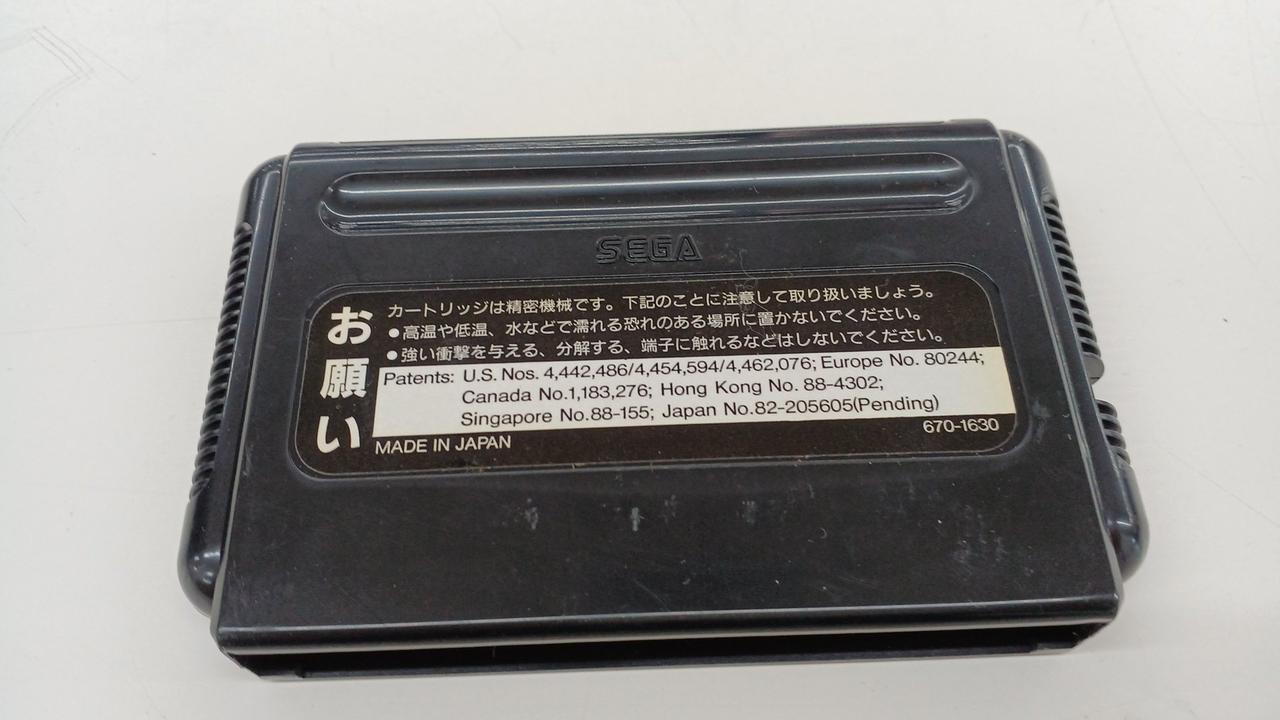 SEGA
お願い
カートリッジは精密機械です。下記のことに注意して取り扱いましょう。
●高温や低温、水などで濡れる恐れのある場所に置かないでください。
●強い衝撃を与える、分解する、端子に触れるなどはしないでください。
Patents: U.S. Nos. 4,442,486/4,454,594/4,462,076; Europe No. 80244;
Canada No.1,183,276; Hong Kong No. 88-4302;
Singapore No.88-155; Japan No.82-205605(Pending)
MADE IN JAPAN
670-1630